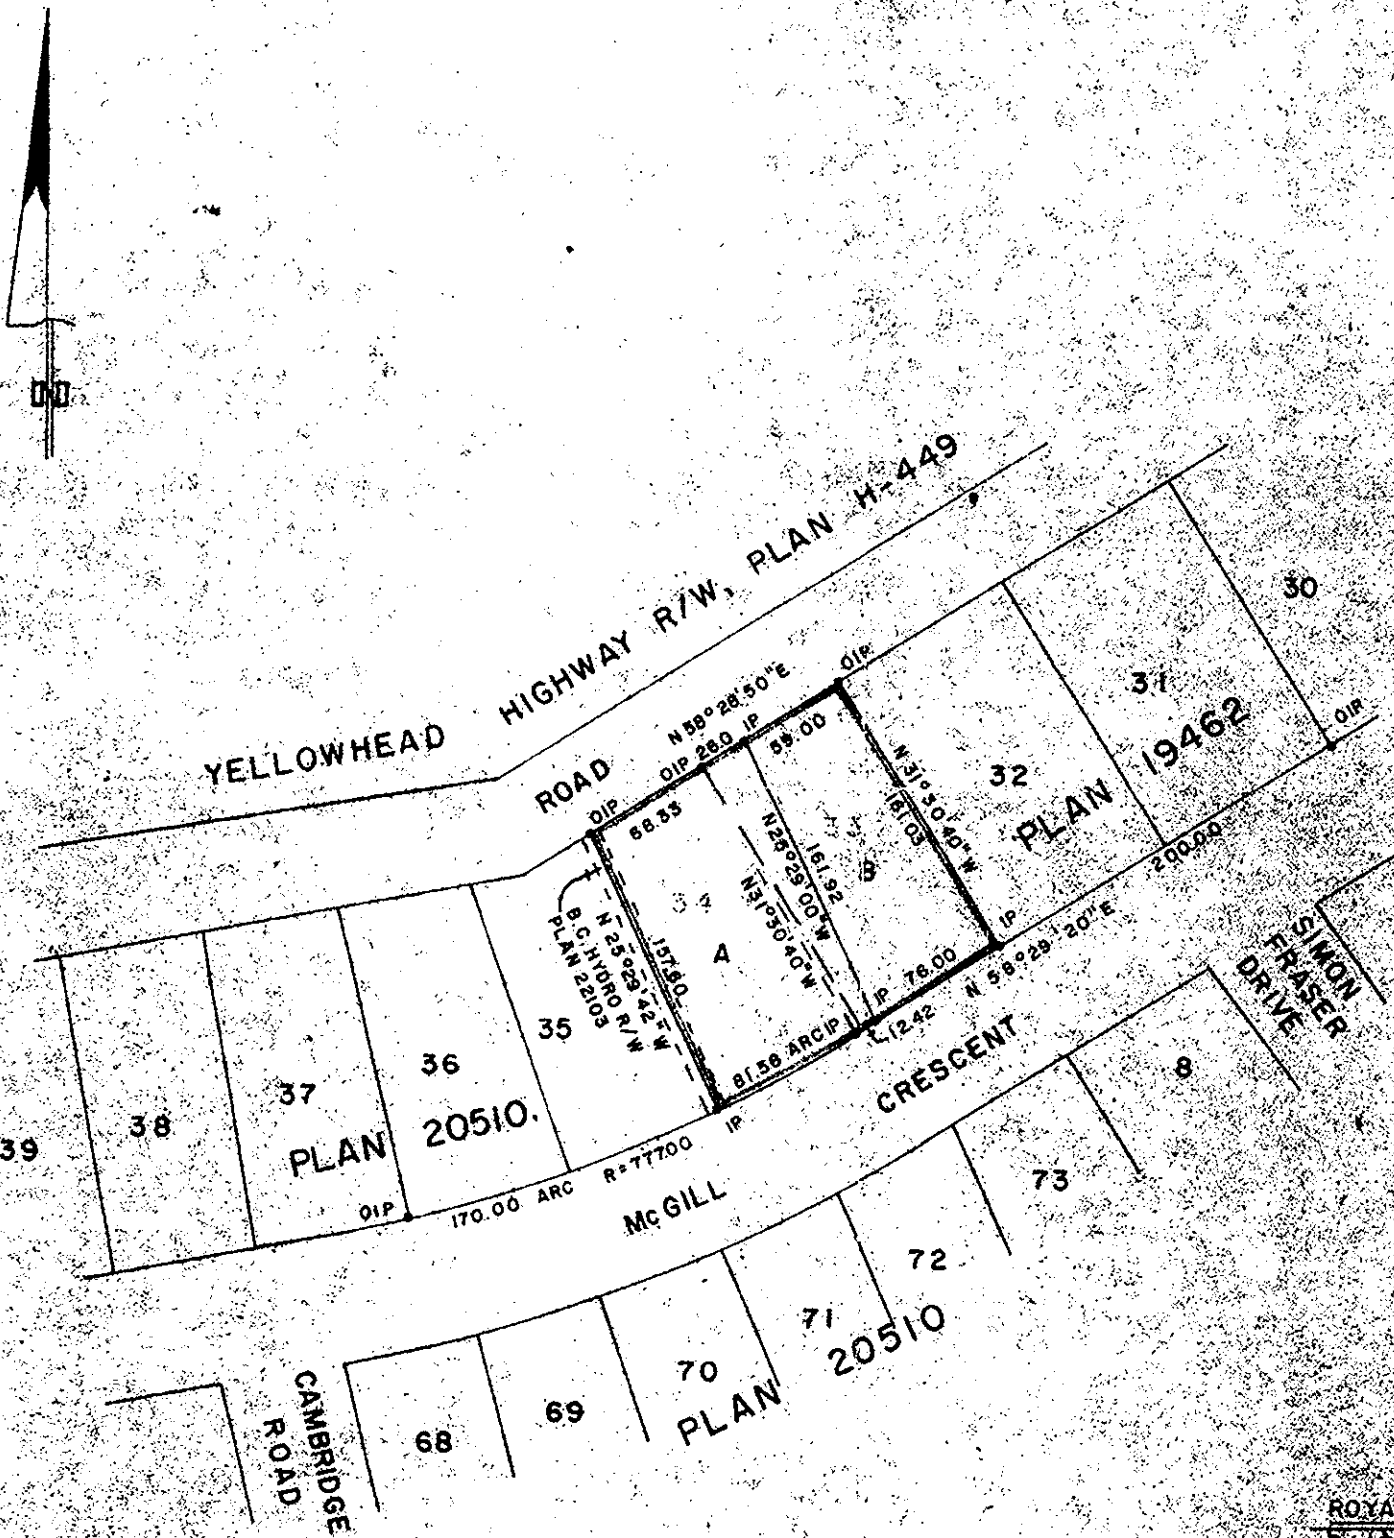 YELLOWHEAD HIGHWAY R/W, PLAN H-449
ROAD
N 58° 28' 50" E
OIP
OIP
26.0
IP
OIP
68.33
59.00
N 31° 30' 40" W
161.03
N 25° 29' 00" W
161.92
N 31° 30' 40" W
B
A
157.60
N 25° 29' 42" W
B.C. HYDRO R/W
PLAN 22103
30
31
32
PLAN 19462
OIP
200.00
IP
N 58° 29' 20" E
76.00
IP
12.42
IP
81.58 ARC
IP
35
36
37
38
39
PLAN 20510.
OIP
170.00 ARC
R=777.00
McGILL CRESCENT
SIMON
FRASER
DRIVE
8
73
72
71
70
69
68
PLAN 20510
CAMBRIDGE
ROAD
ROYA